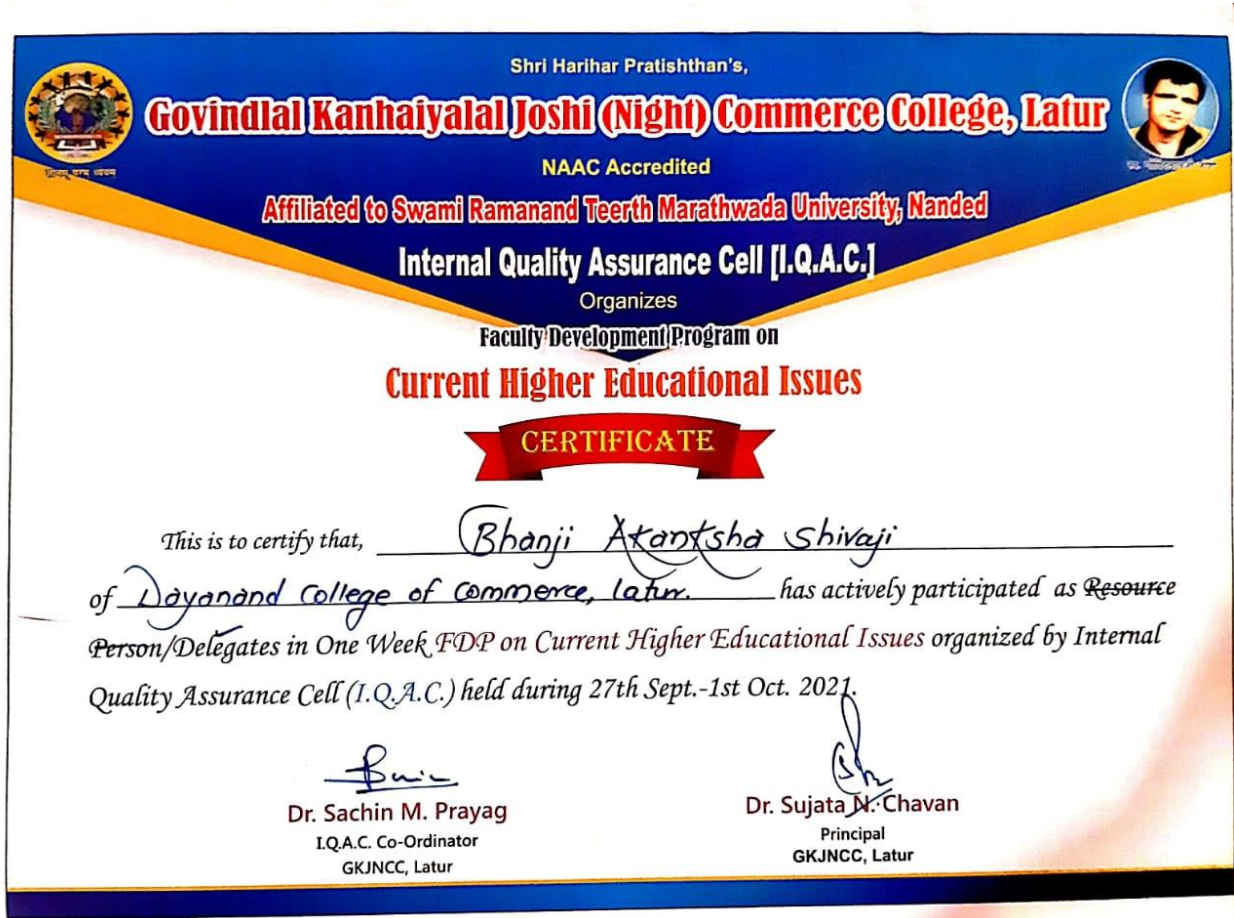 Shri Harihar Pratishthan's,
Govindlal Kanhaiyalal Joshi (Night) Commerce College, Latur
NAAC Accredited
Affiliated to Swami Ramanand Teerth Marathwada University, Nanded
Internal Quality Assurance Cell [I.Q.A.C.]
Organizes
Faculty Development Program on
Current Higher Educational Issues
CERTIFICATE
This is to certify that, Bhanji Akanksha Shivaji
of Dayanand College of Commerce, Latur. has actively participated as Resource
Person/Delegates in One Week FDP on Current Higher Educational Issues organized by Internal
Quality Assurance Cell (I.Q.A.C.) held during 27th Sept.-1st Oct. 2021.
Dr. Sachin M. Prayag
I.Q.A.C. Co-Ordinator
GKJNCC, Latur
Dr. Sujata N. Chavan
Principal
GKJNCC, Latur